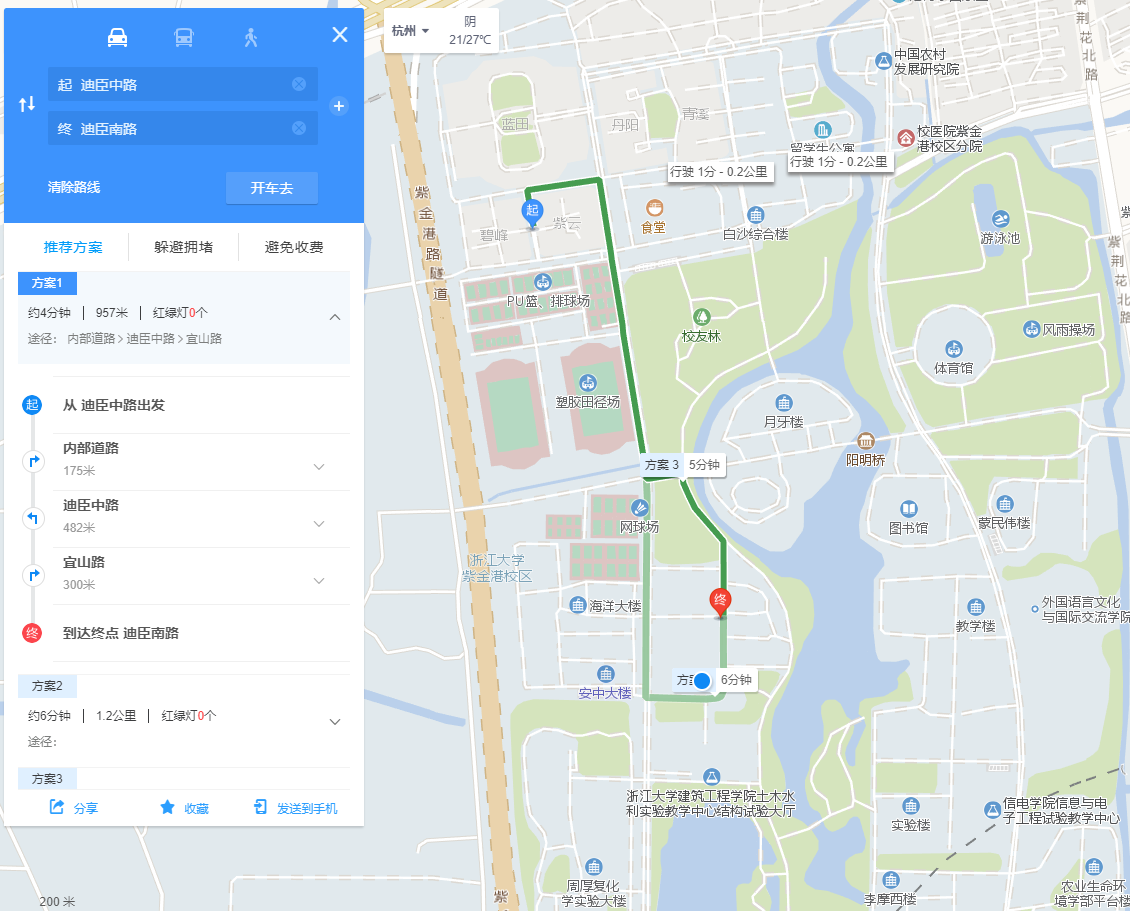 起 迪臣中路
终 迪臣南路
清除路线
开车去
推荐方案
躲避拥堵
避免收费
方案1
约4分钟 | 957米 | 红绿灯0个
途径： 内部道路 > 迪臣中路 > 宜山路
起 从 迪臣中路出发
内部道路
175米
迪臣中路
482米
宜山路
300米
终 到达终点 迪臣南路
方案2
约6分钟 | 1.2公里 | 红绿灯0个
途径：
方案3
分享
收藏
发送到手机
200 米
杭州
阴
21/27℃
紫金港路隧道
蓝田
丹阳
青溪
留学生公寓
行驶 1分 - 0.2公里
行驶 1分 - 0.2公里
中国农村
发展研究院
校医院紫金
港校区分院
紫荆花北路
起
碧峰
紫云
食堂
白沙综合楼
游泳池
紫荆花北路
PU篮、排球场
校友林
风雨操场
体育馆
塑胶田径场
月牙楼
阳明桥
方案 3
5分钟
网球场
图书馆
蒙民伟楼
浙江大学
紫金港校区
海洋大楼
终
教学楼
外国语言文化
与国际交流学院
安中大楼
6分钟
浙江大学建筑工程学院土木水
利实验教学中心结构试验大厅
实验楼
信电学院信息与电
子工程试验教学中心
周厚复化
学实验大楼
李摩西楼
农业生命环
境学部平台楼
紫